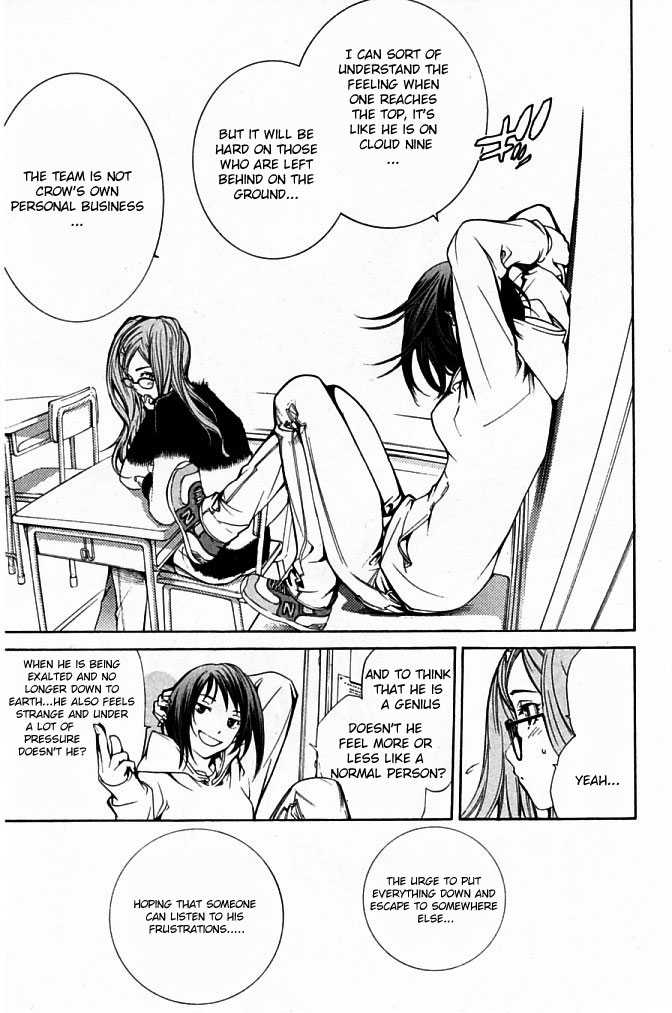 I CAN SORT OF
UNDERSTAND THE
FEELING WHEN
ONE REACHES
THE TOP, IT'S
LIKE HE IS ON
CLOUD NINE
...
BUT IT WILL BE
HARD ON THOSE
WHO ARE LEFT
BEHIND ON THE
GROUND...
THE TEAM IS NOT
CROW'S OWN
PERSONAL BUSINESS
...
N
N
YEAH...
AND TO THINK
THAT HE IS
A GENIUS
DOESN'T HE
FEEL MORE OR
LESS LIKE A
NORMAL PERSON?
WHEN HE IS BEING
EXALTED AND NO
LONGER DOWN TO
EARTH...HE ALSO FEELS
STRANGE AND UNDER
A LOT OF
PRESSURE
DOESN'T HE?
THE URGE TO PUT
EVERYTHING DOWN AND
ESCAPE TO SOMEWHERE
ELSE...
HOPING THAT SOMEONE
CAN LISTEN TO HIS
FRUSTRATIONS.....